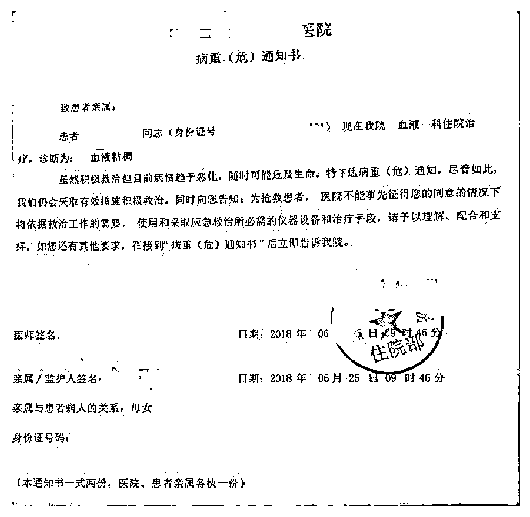 医院
病重(危)通知书
致患者亲属:
患者 同志(身份证号 ) 现在我院 血液 科住院治
疗,诊断为: 血液
虽然积极救治但目前病情趋于恶化,随时可能危及生命,特下达病重(危)通知。尽管如此,
我们仍会采取有效措施积极救治。同时向您告知:为抢救患者, 医院不能事先征得您的同意的情况下
将依据救治工作的需要, 使用和采取应急救治所必需的仪器设备和治疗手段,请予以理解、配合和支
持。如您还有其他要求,在接到“病重(危)通知书”后立即告诉我院。
医师签名: 日期:2018 年 06 日 09 时 46 分
住院部
亲属/监护人签名: 日期:2018 年 06 月 25 日 09 时 46 分
亲属与患者病人的关系:母女
身份证号码:
(本通知书一式两份,医院、患者亲属各执一份)